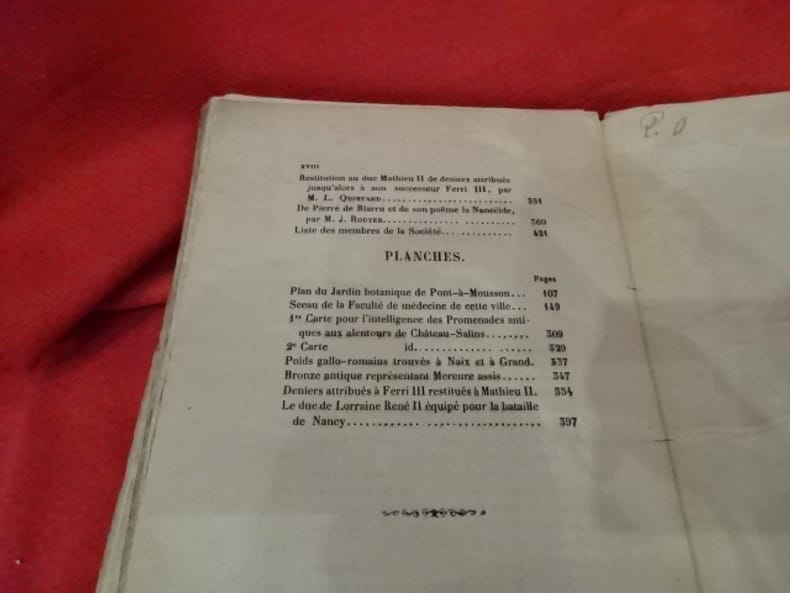 XVIII
Restitution au duc Mathieu II de deniers attribués
jusqu'alors à son successeur Ferri III, par
M. L. QUINTARD.......................... 351
De Pierre de Blarru et de son poëme la Nancéide,
par M. J. ROUYER................ .......... 360
Liste des membres de la Société.............. 421
PLANCHES.
Pages
Plan du Jardin botanique de Pont-à-Mousson... 107
Sceau de la Faculté de médecine de cette ville... 149
1re Carte pour l'intelligence des Promenades anti-
ques aux alentours de Château-Salins........ 309
2e Carte id................ ...... 329
Poids gallo-romains trouvés à Naix et à Grand. 337
Bronze antique représentant Mercure assis...... 347
Deniers attribués à Ferri III restitués à Mathieu II. 354
Le duc de Lorraine René II équipé pour la bataille
de Nancy............ ..................... 397
P. 0